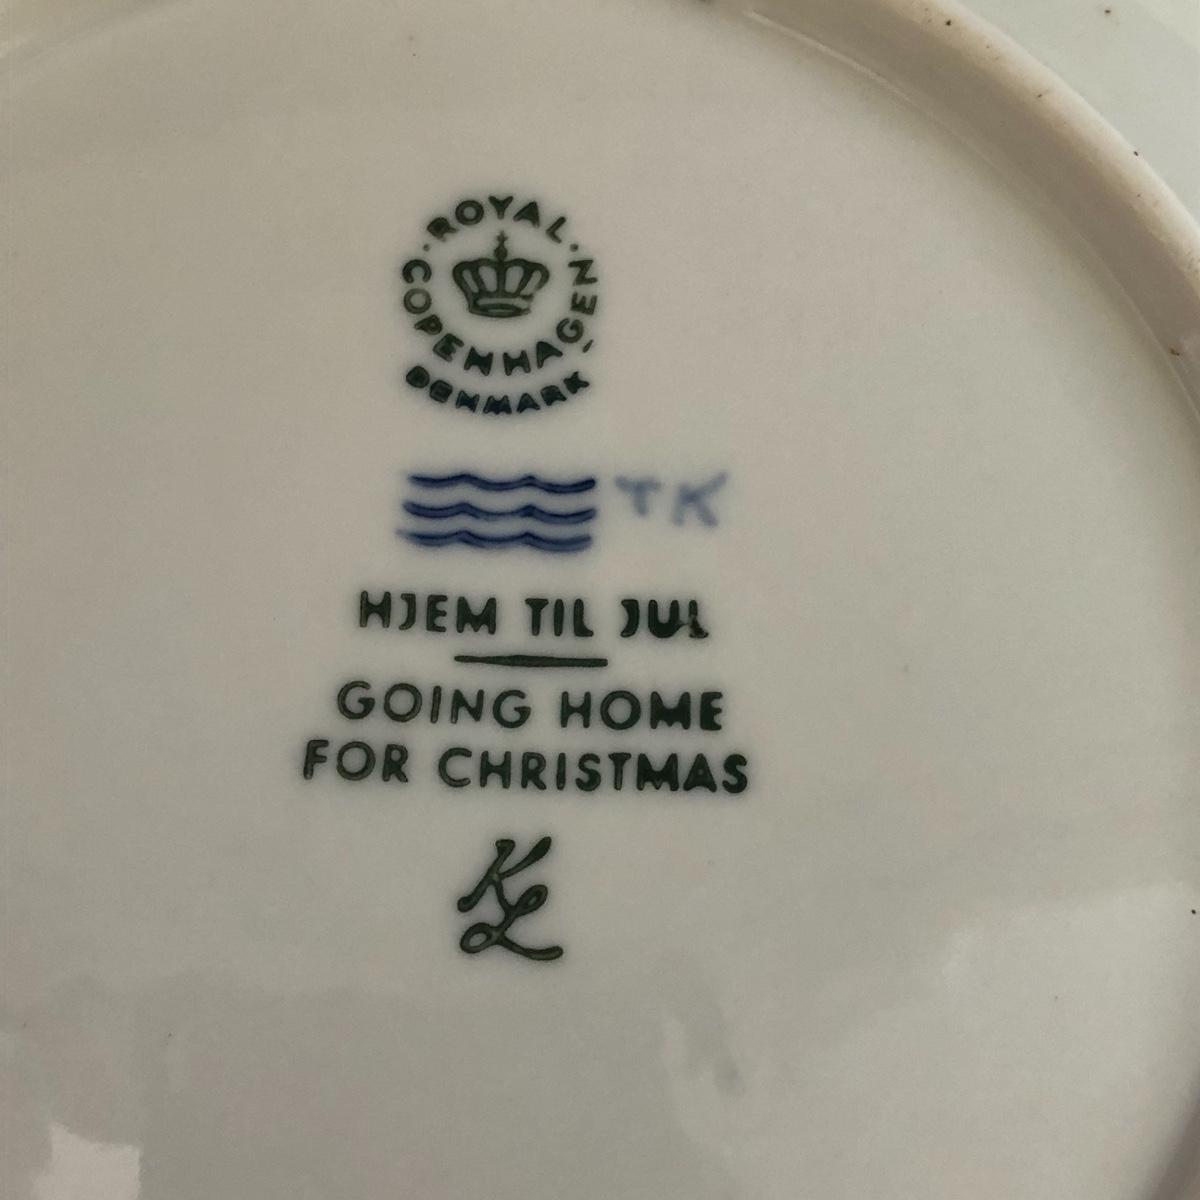 ROYAL
COPENHAGEN
DENMARK
TK
HJEM TIL JUL
GOING HOME
FOR CHRISTMAS
KL